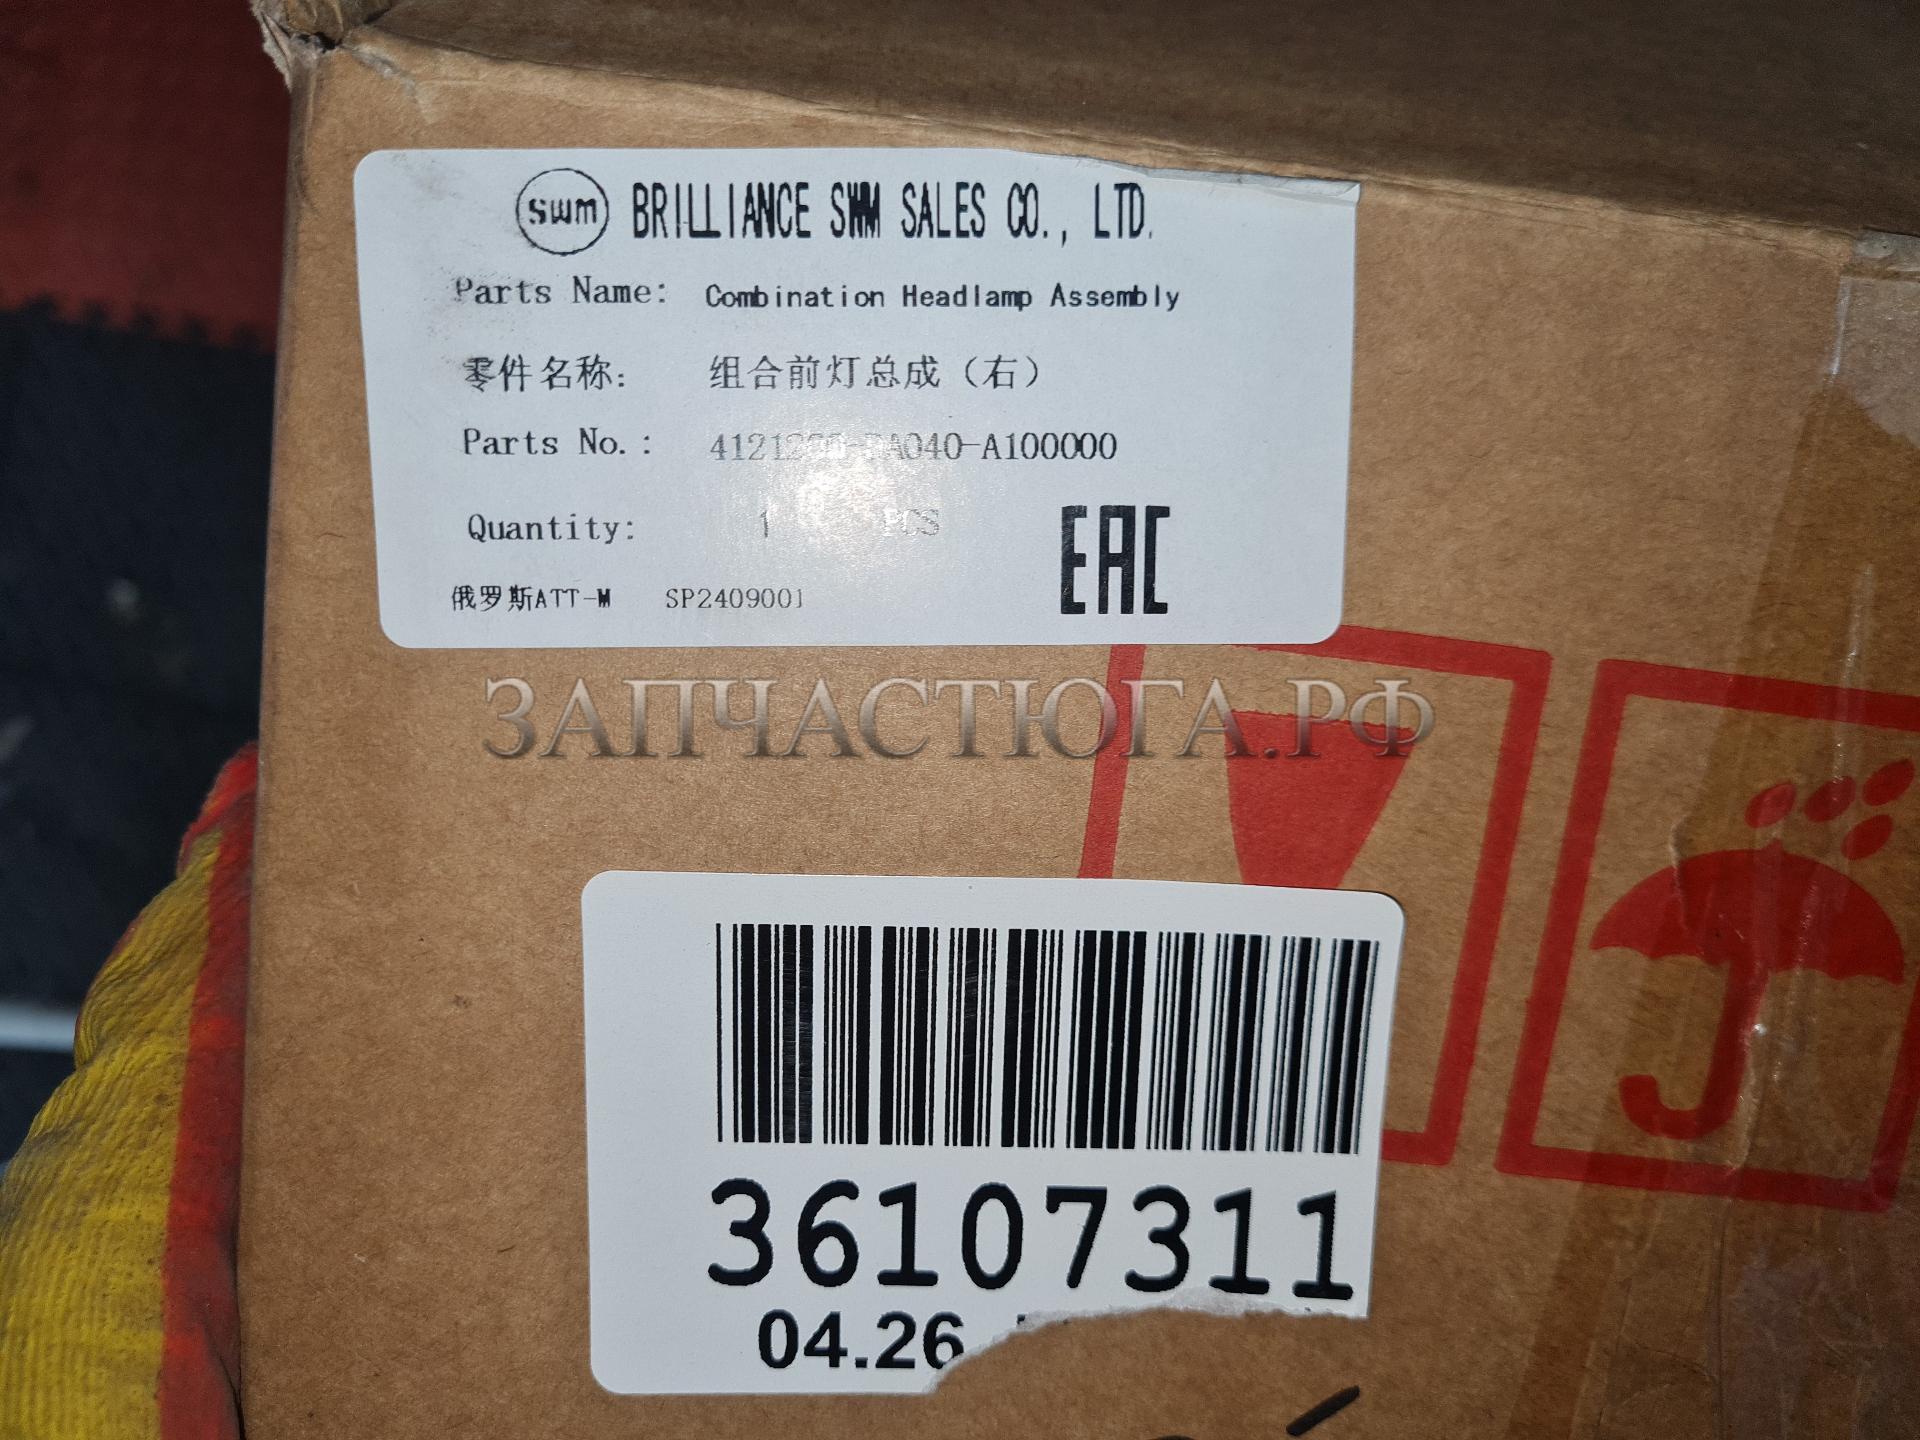 swm BRILLIANCE SWM SALES CO., LTD.
Parts Name: Combination Headlamp Assembly
零件名称: 组合前灯总成（右）
Parts No.:
Quantity: 1 PCS
俄罗斯ATT-M SP2409001
EAC
ЗАПЧАСТЮГА.РФ
36107311
04.26